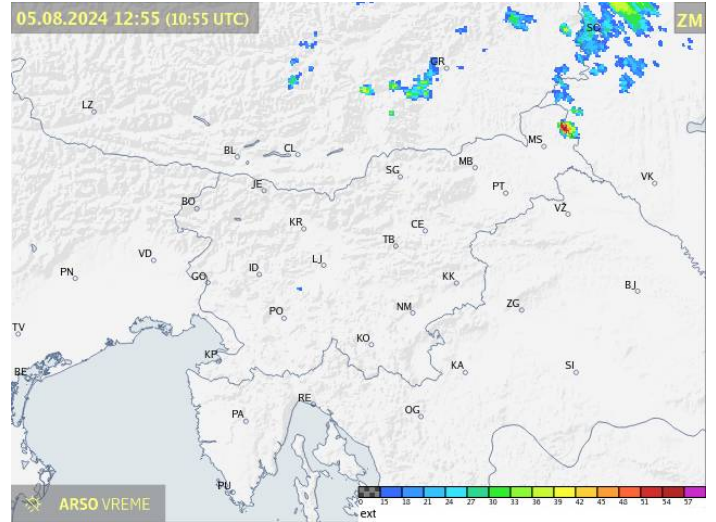 05.08.2024 12:55 (10:55 UTC)
ZM
SO
GR
LZ
MS
BL
CL
MB
SG
VK
JE
PT
BO
VŽ
KR
CE
TB
VD
LJ
PN
GO
ID
KK
BJ
NM
ZG
PO
TV
KO
KP
BE
KA
SI
RE
PA
OG
PU
ARSO VREME
0 15 18 21 24 27 30 33 36 39 42 45 48 51 54 57
ext